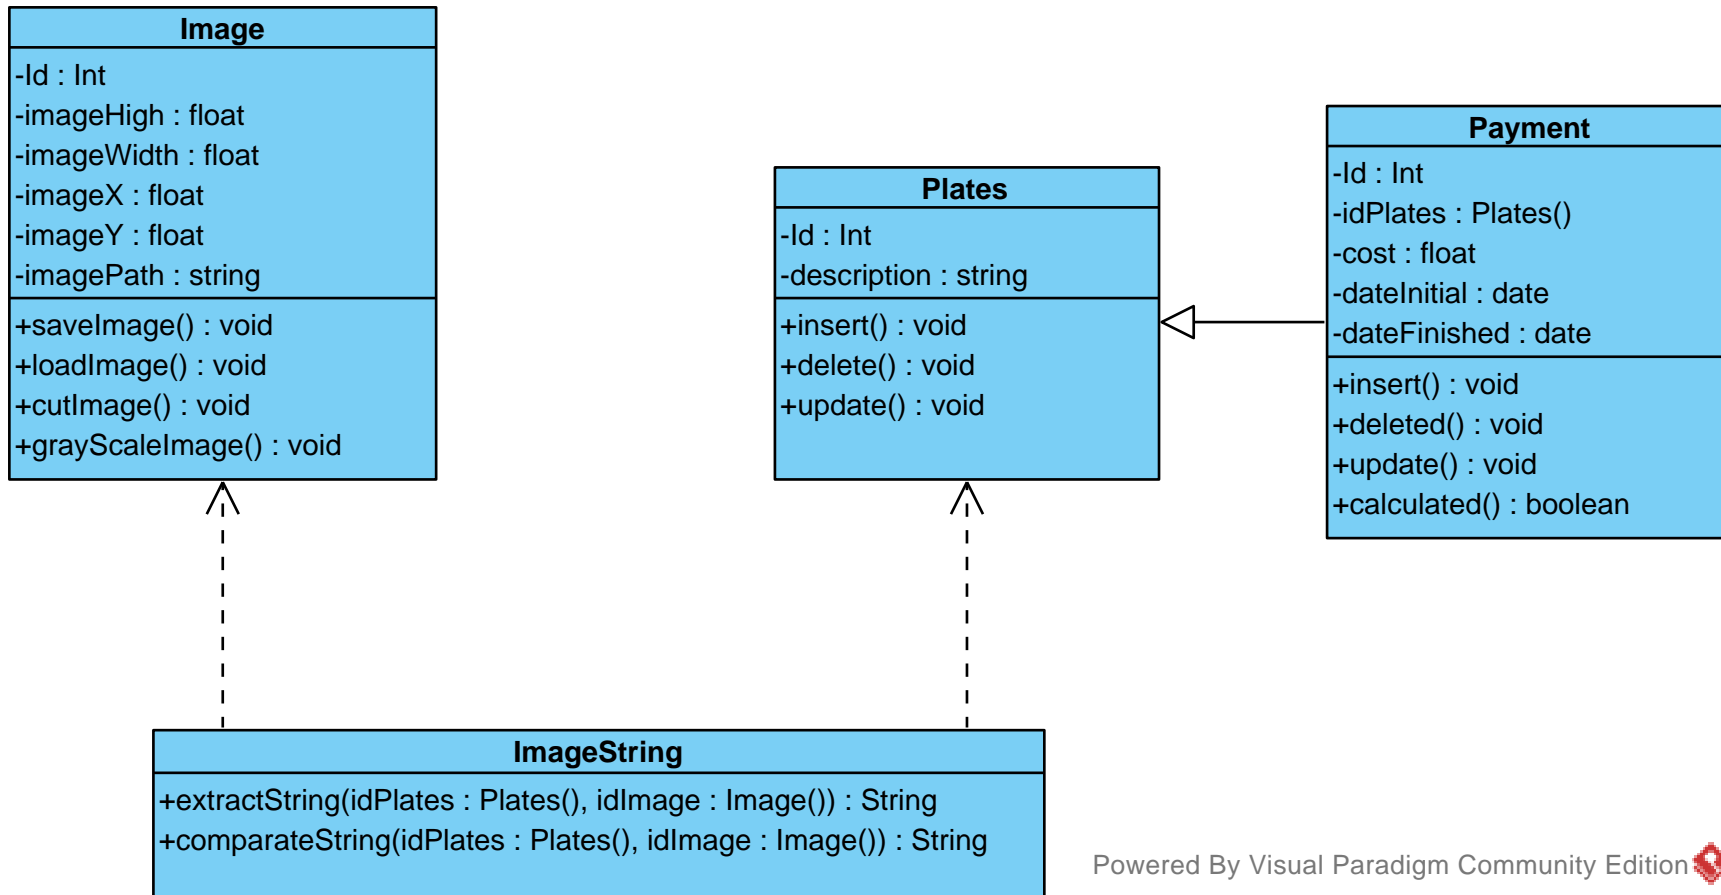 Image
-Id : Int
-imageHigh : float
-imageWidth : float
-imageX : float
-imageY : float
-imagePath : string
+saveImage() : void
+loadImage() : void
+cutImage() : void
+grayScaleImage() : void
Plates
-Id : Int
-description : string
+insert() : void
+delete() : void
+update() : void
Payment
-Id : Int
-idPlates : Plates()
-cost : float
-dateInitial : date
-dateFinished : date
+insert() : void
+deleted() : void
+update() : void
+calculated() : boolean
ImageString
+extractString(idPlates : Plates(), idImage : Image()) : String
+comparateString(idPlates : Plates(), idImage : Image()) : String
Powered By Visual Paradigm Community Edition